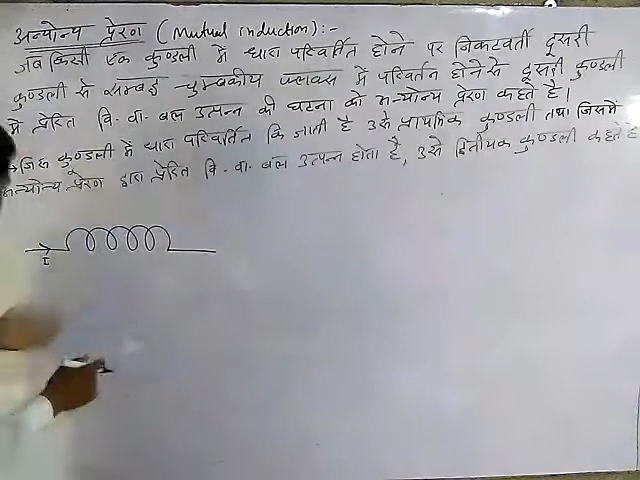 अन्योन्य प्रेरण (Mutual induction):-
जब किसी एक कुण्डली में धारा परिवर्तित होने पर निकटवर्ती दूसरी
कुण्डली से सम्बद्ध चुम्बकीय फ्लक्स में परिवर्तन होने से दूसरी कुण्डली
में प्रेरित वि. वा. बल उत्पन्न की घटना को अन्योन्य प्रेरण कहते है।
→ जिस कुण्डली में धारा परिवर्तित कि जाती है उसे प्राथमिक कुण्डली तथा जिसमें
अन्योन्य प्रेरण द्वारा प्रेरित वि. वा. बल उत्पन्न होता है, उसे द्वितीयक कुण्डली कहते है
I